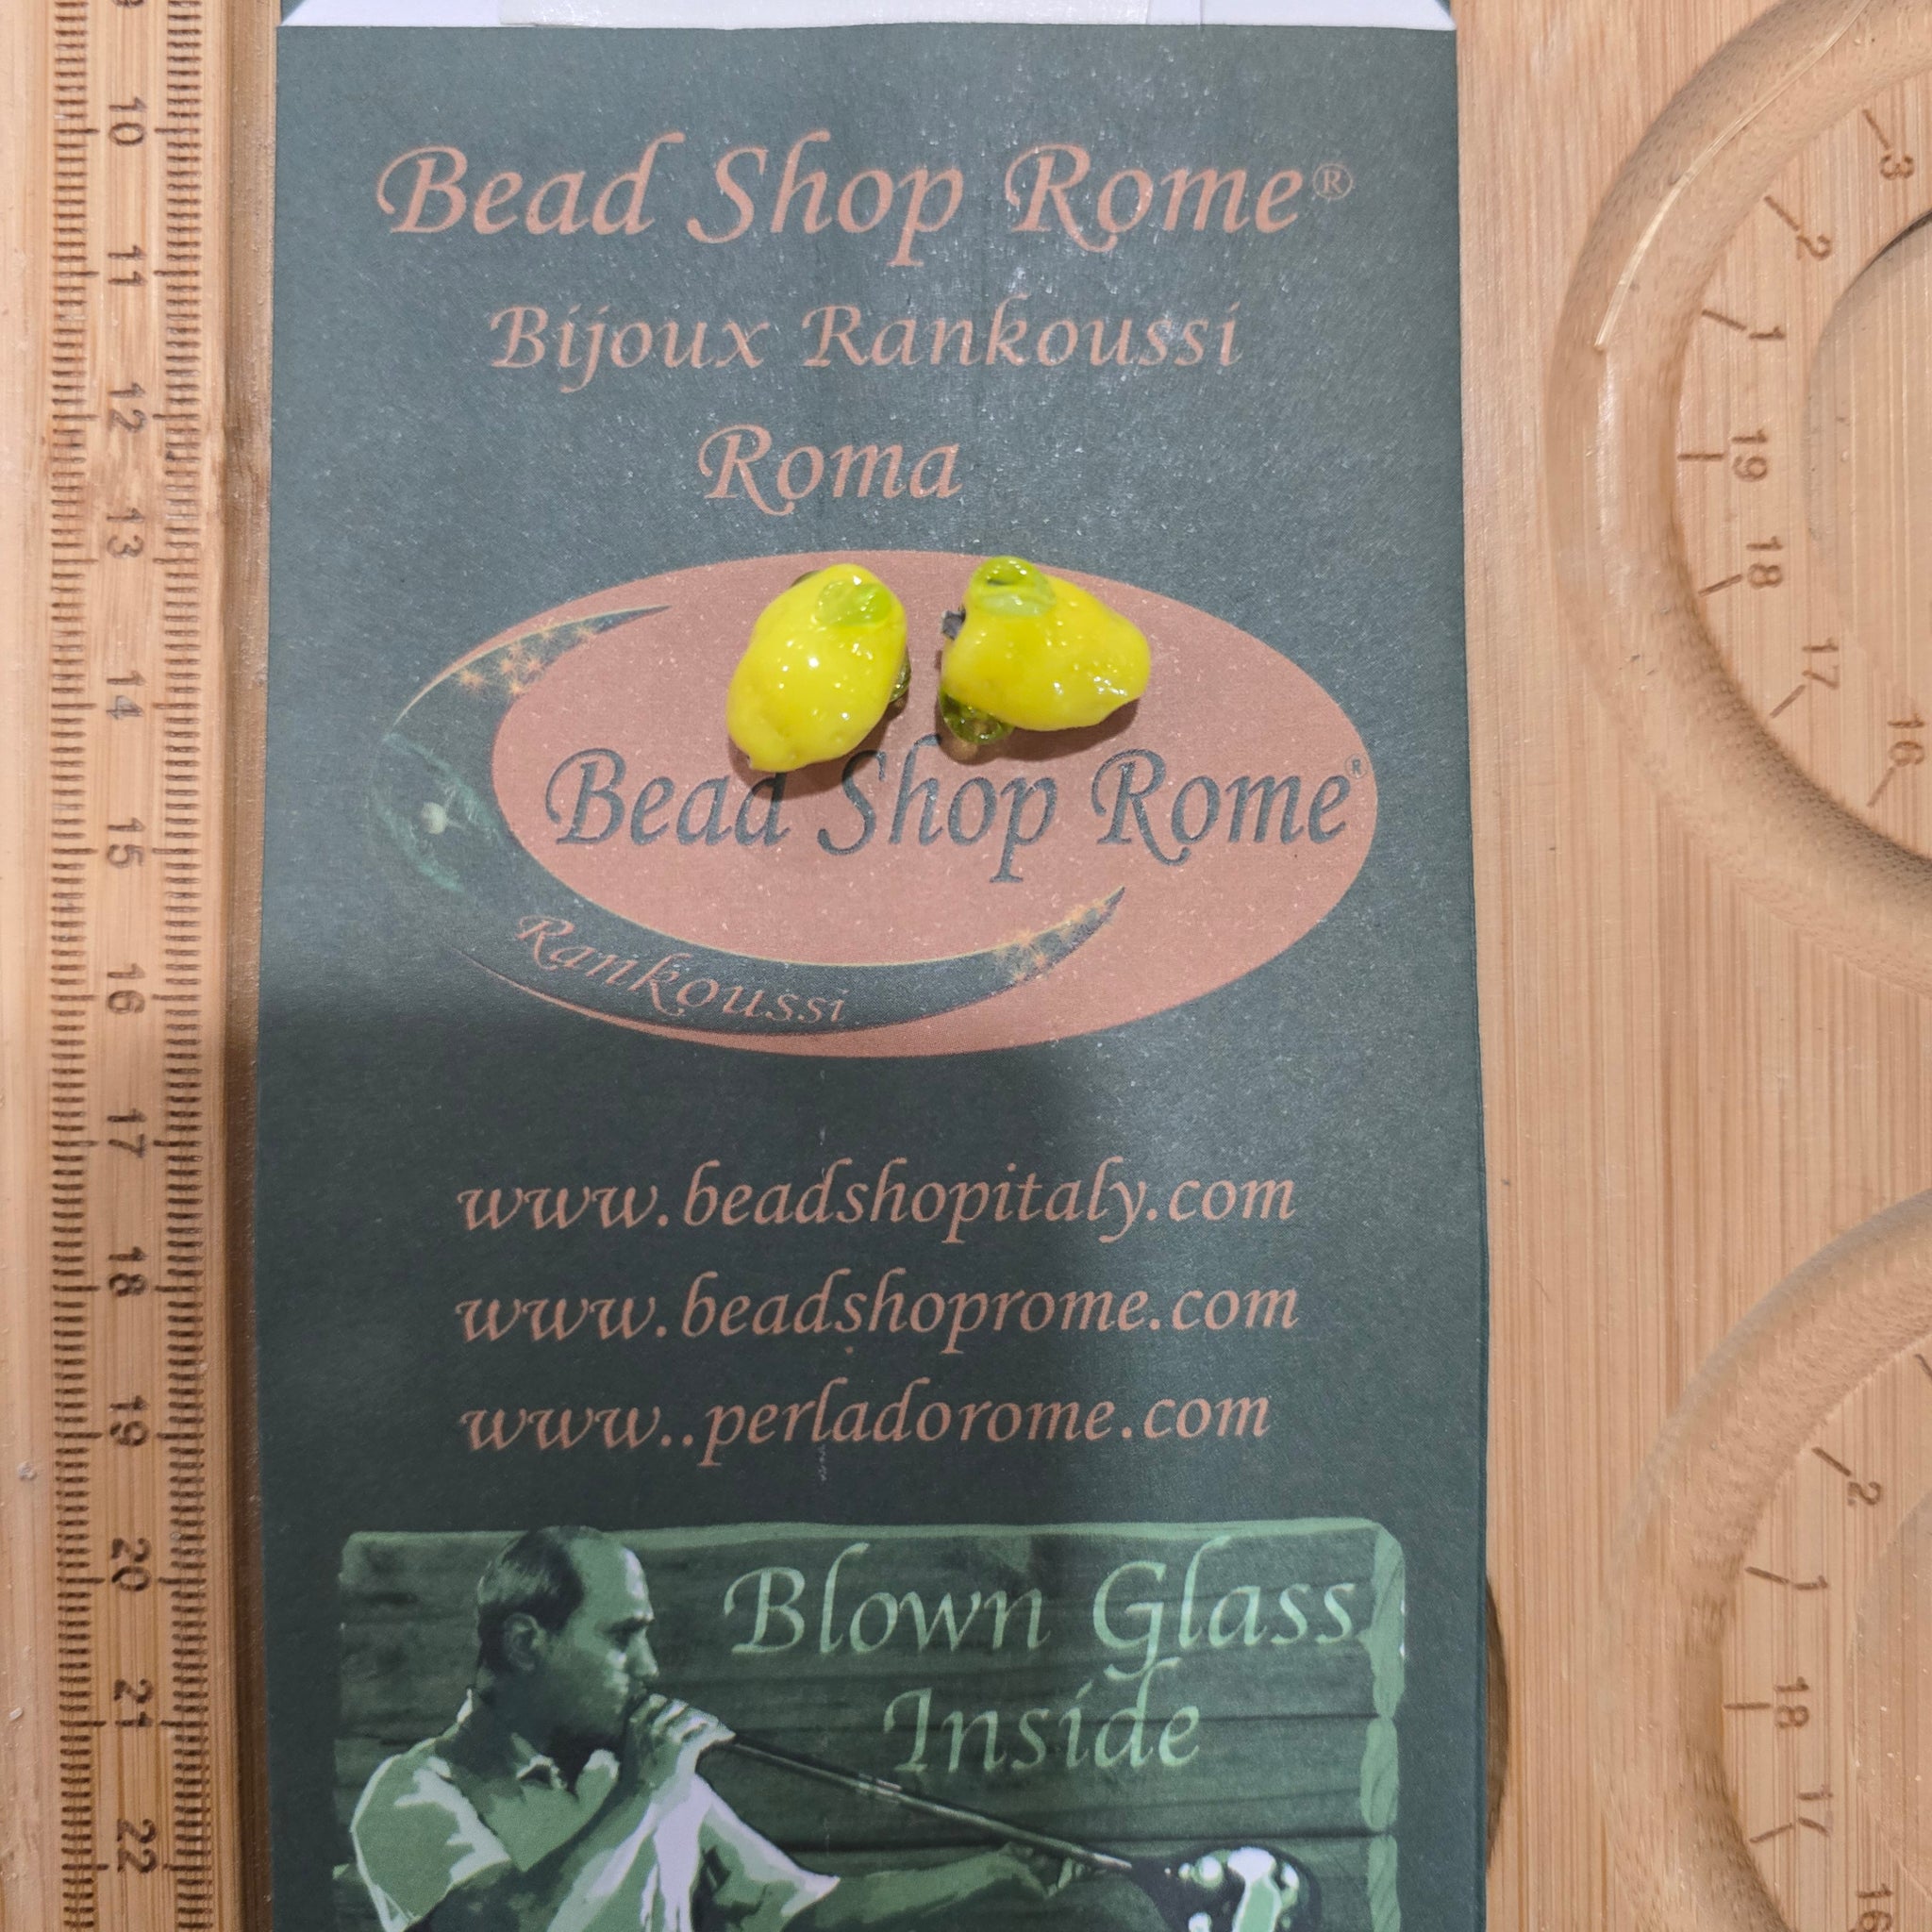 Bead Shop Rome®
Bijoux Rankoussi
Roma
Bead Shop Rome®
Rankoussi
www.beadshopitaly.com
www.beadshoprome.com
www..perladorome.com
Blown Glass
Inside
10
11
12
13
14
15
16
17
18
19
20
21
22
3
2
1
19
18
17
16
2
1
18
17
16